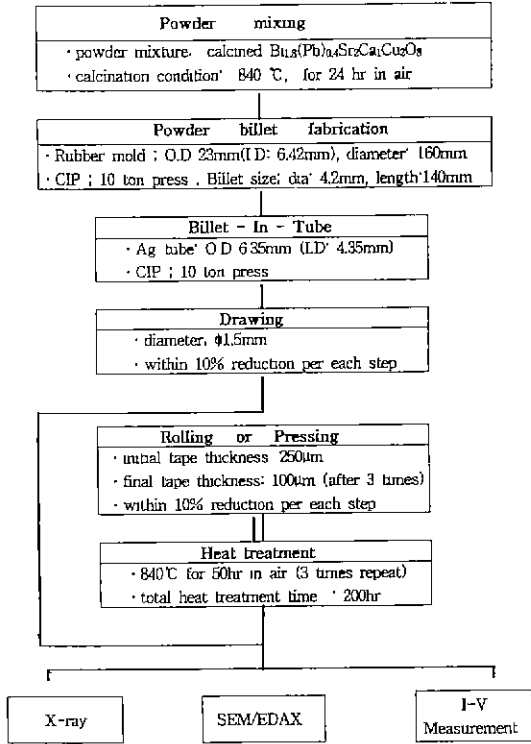 Powder mixing
· powder mixture. calcined Bi1.8(Pb)0.4Sr2Ca1Cu2O8
· calcination condition' 840 ℃, for 24 hr in air
Powder billet fabrication
· Rubber mold ; O.D 23mm(I.D: 6.42mm), diameter' 160mm
· CIP ; 10 ton press . Billet size; dia' 4.2mm, length'140mm
Billet - In - Tube
· Ag tube' O D 6 35mm (I.D' 4.35mm)
· CIP ; 10 ton press
Drawing
· diameter. φ1.5mm
· within 10% reduction per each step
Rolling or Pressing
· initial tape thickness 250μm
· final tape thickness: 100μm (after 3 times)
· within 10% reduction per each step
Heat treatment
· 840℃ for 50hr in air (3 times repeat)
· total heat treatment time ' 200hr
X-ray
SEM/EDAX
I-V
Measurement